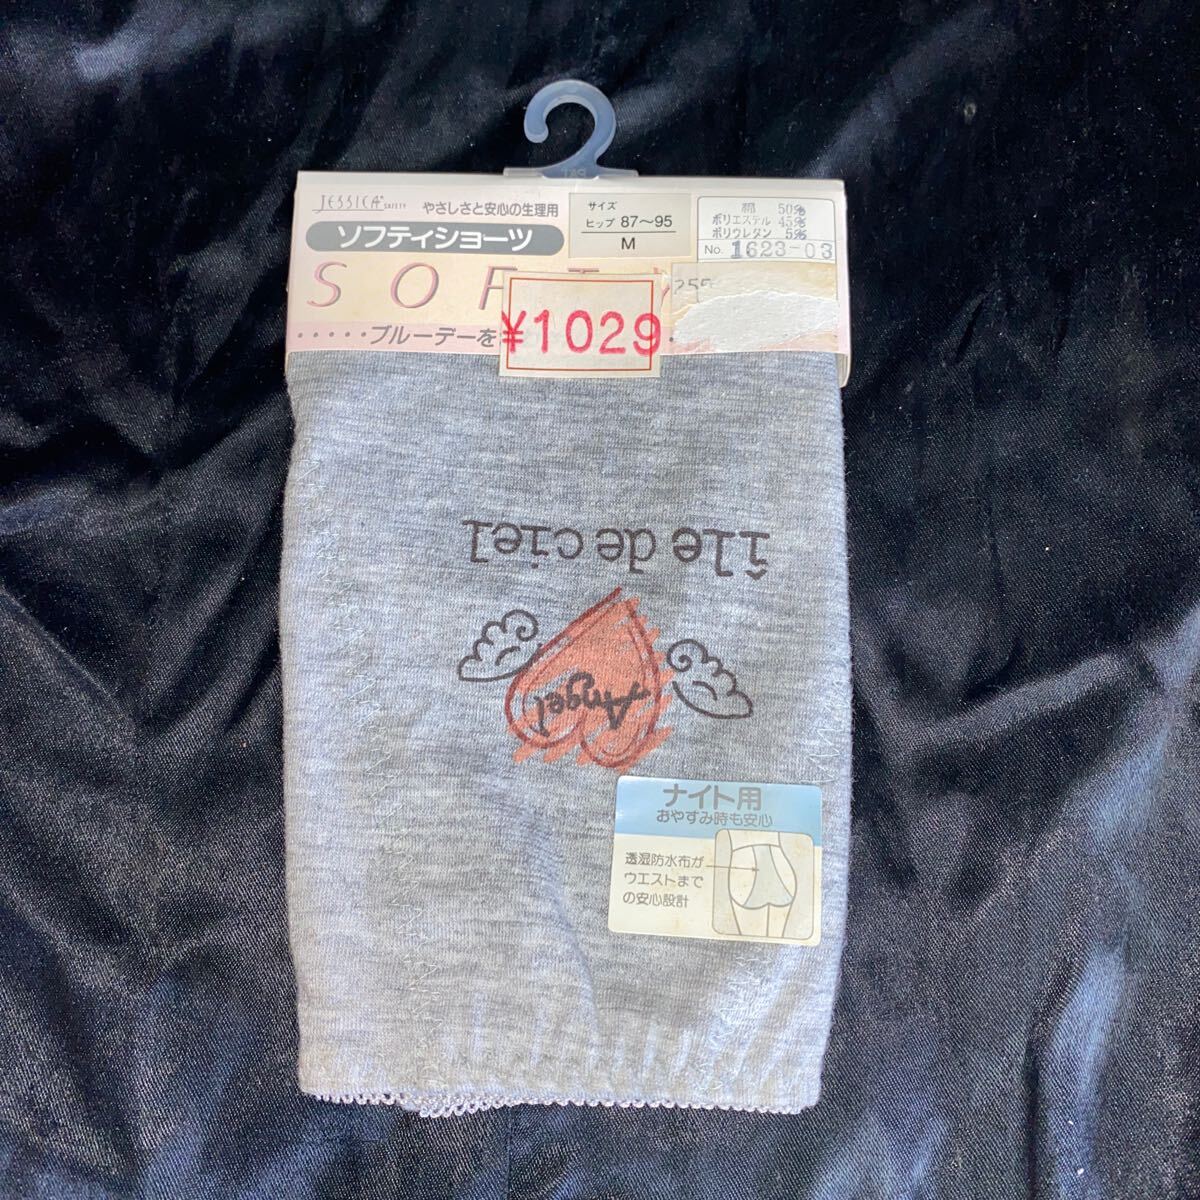 JESSICA SAFETY やさしさと安心の生理用
ソフティショーツ
サイズ
ヒップ 87〜95
M
綿 50%
ポリエステル 45%
ポリウレタン 5%
No. 1623-03
SOF
255
¥1029
・・・・・ブルーデーを
île de ciel
Angel
ナイト用
おやすみ時も安心
透湿防水布が
ウエストまで
の安心設計